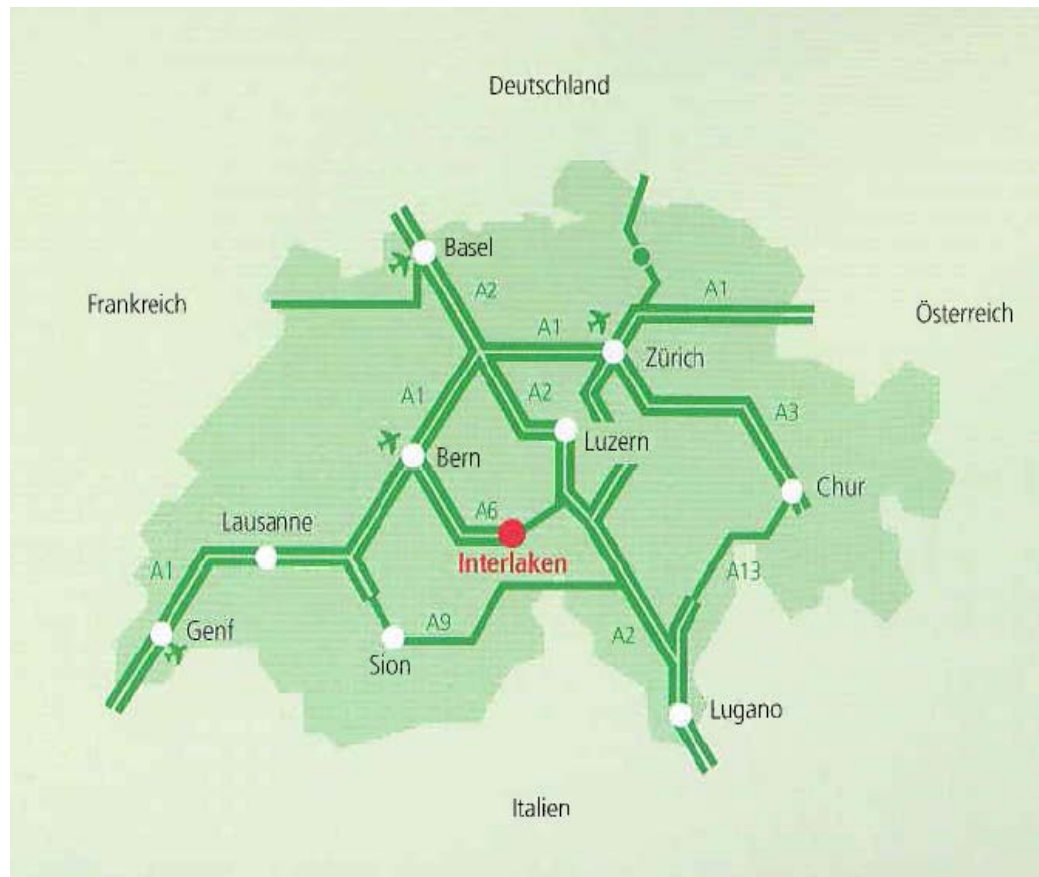 Deutschland
Basel
Frankreich
A2
A1
Österreich
A1
Zürich
A1
A2
A3
Luzern
Bern
Chur
Lausanne
A6
Interlaken
A1
A13
Genf
A9
A2
Sion
Lugano
Italien